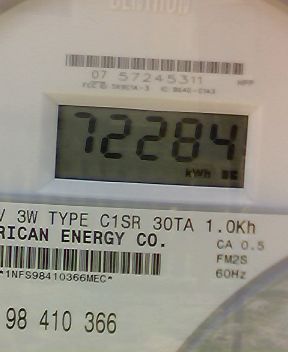 CENTRON
07 57245311
72284
kWh
V 3W TYPE C1SR 30TA 1.0Kh
RICAN ENERGY CO.
CA 0.5
FM2S
60Hz
*1NFS98410366MEC*
98 410 366